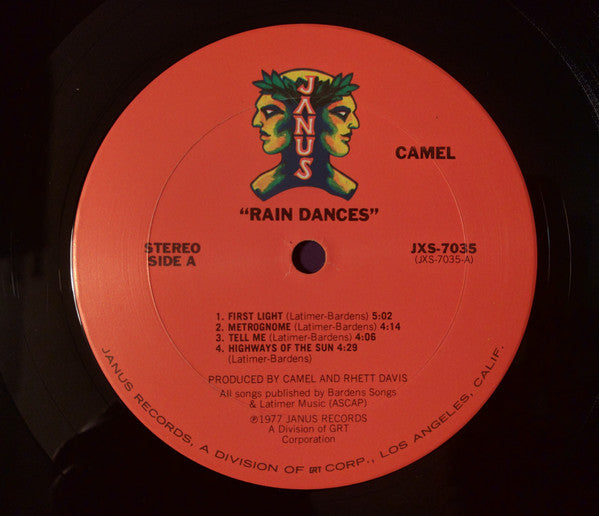 JANUS
CAMEL
"RAIN DANCES"
STEREO
SIDE A
JXS-7035
(JXS-7035-A)
1. FIRST LIGHT (Latimer-Bardens) 5:02
2. METROGNOME (Latimer-Bardens) 4:14
3. TELL ME (Latimer-Bardens) 4:06
4. HIGHWAYS OF THE SUN 4:29
(Latimer-Bardens)
PRODUCED BY CAMEL AND RHETT DAVIS
All songs published by Bardens Songs
& Latimer Music (ASCAP)
℗1977 JANUS RECORDS
A Division of GRT
Corporation
JANUS RECORDS, A DIVISION OF GRT CORP., LOS ANGELES, CALIF.